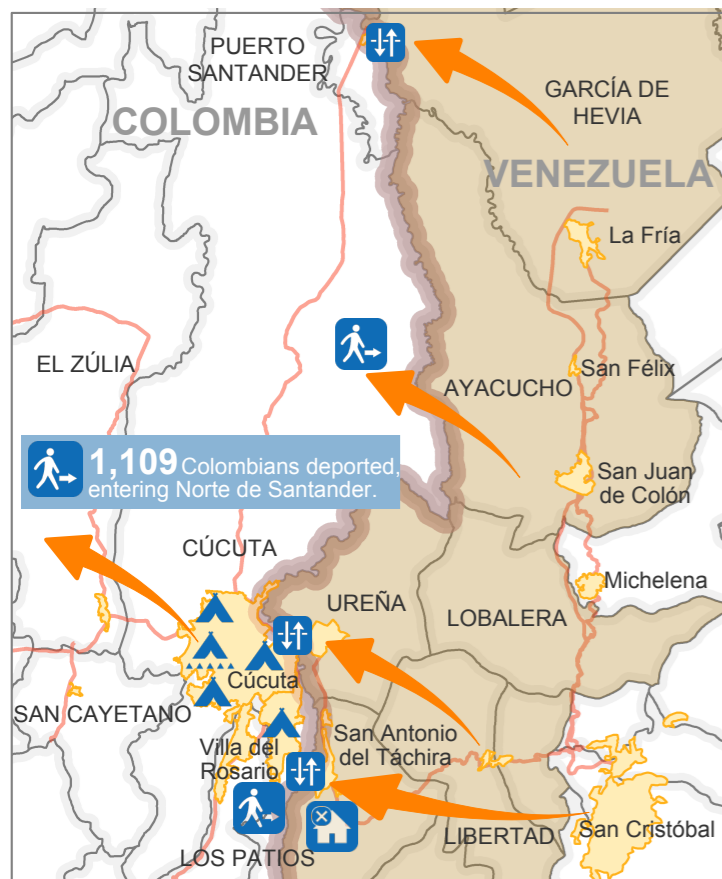 PUERTO
SANTANDER
GARCÍA DE
HEVIA
COLOMBIA
VENEZUELA
La Fría
EL ZÚLIA
San Félix
AYACUCHO
1,109 Colombians deported,
entering Norte de Santander.
San Juan
de Colón
CÚCUTA
Michelena
UREÑA
LOBALERA
Cúcuta
SAN CAYETANO
Villa del
Rosario
San Antonio
del Táchira
San Cristóbal
LIBERTAD
LOS PATIOS